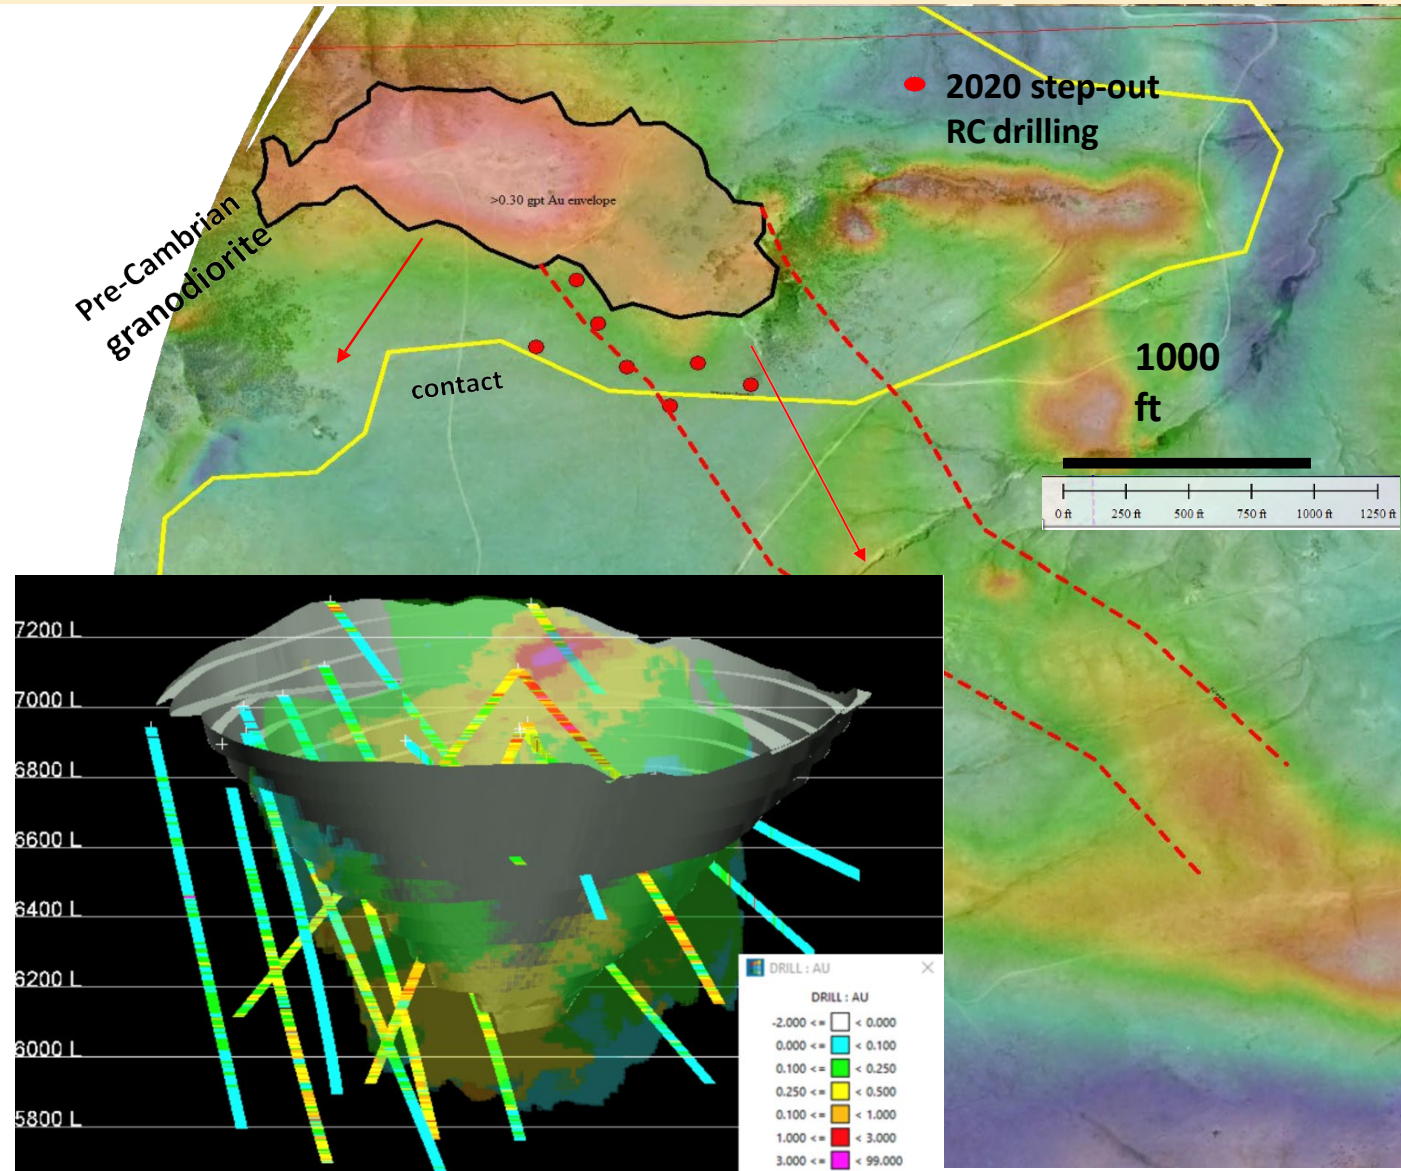 2020 step-out
RC drilling
>0.30 gpt Au envelope
Pre-Cambrian
granodiorite
contact
1000
ft
0 ft 250 ft 500 ft 750 ft 1000 ft 1250 ft
7200 L
7000 L
6800 L
6600 L
6400 L
6200 L
6000 L
5800 L
DRILL : AU
DRILL : AU
-2.000 <= < 0.000
0.000 <= < 0.100
0.100 <= < 0.250
0.250 <= < 0.500
0.100 <= < 1.000
1.000 <= < 3.000
3.000 <= < 99.000